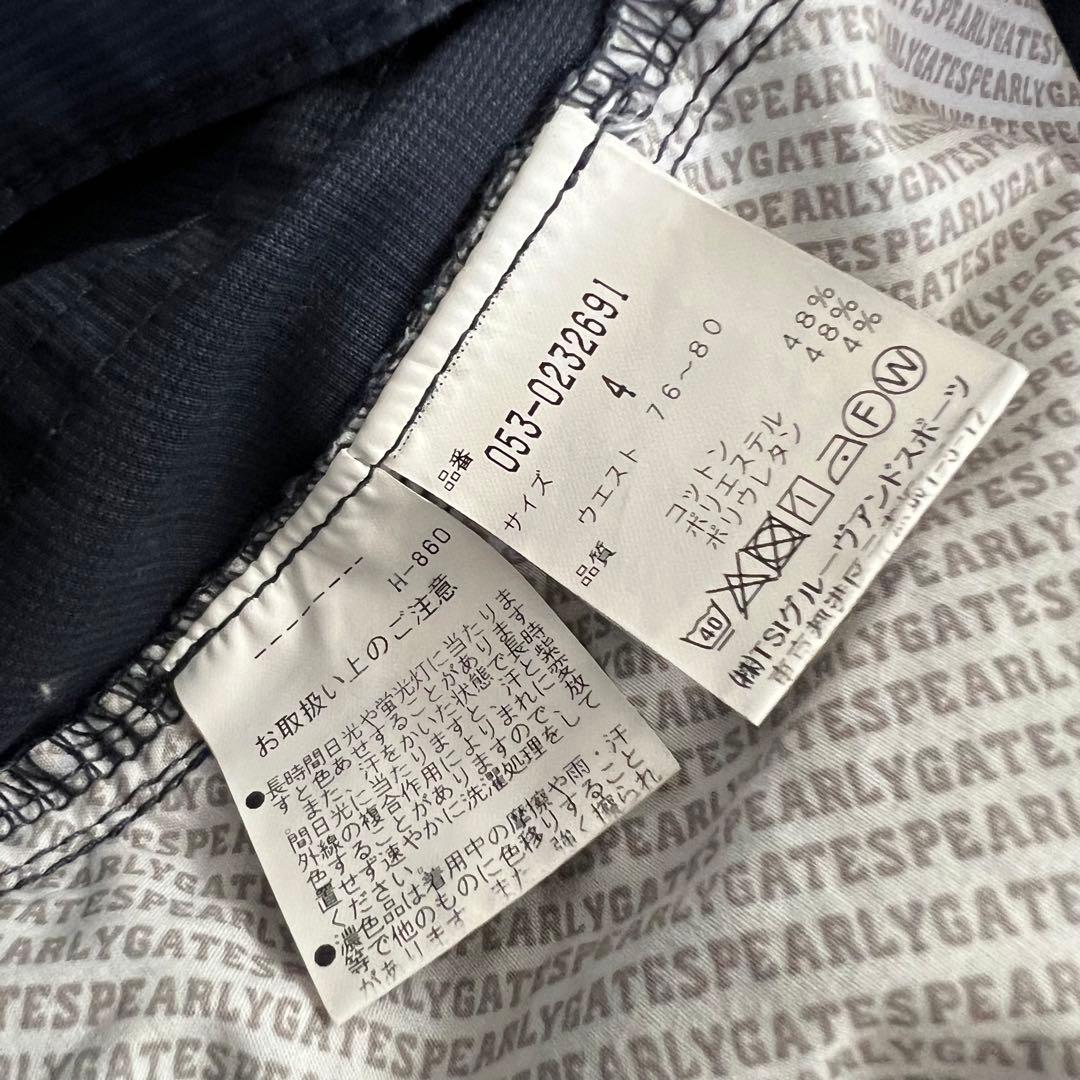 品番
053-0232691
サイズ
4
ウエスト 76～80
品質
コットン 48%
ポリエステル 48%
ポリウレタン 4%
40
F
W
(株)TSIグルーヴアンドスポーツ
H-860
お取扱い上のご注意
●長時間日光や蛍光灯に当たりま
すと色あせすることがあります
また、汗をかいた状態で長時
間日光に当たりますと、汗と紫
外線の複合作用によりまれに変
色することがありますので、放
置せず速やかに洗濯処理をして
ください。
●濃色品は着用中の摩擦や雨・汗
等で他のものに色移りすること
があります。また、強く擦られ
PEARLYGATESPEARLYGATES
PEARLYGATESPEARLYGATES
PEARLYGATESPEARLYGATES